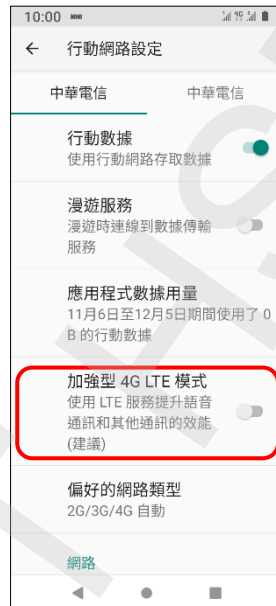 10:00
4G
行動網路設定
中華電信
中華電信
行動數據
使用行動網路存取數據
漫遊服務
漫遊時連線到數據傳輸
服務
應用程式數據用量
11月6日至12月5日期間使用了 0
B 的行動數據
加強型 4G LTE 模式
使用 LTE 服務提升語音
通訊和其他通訊的效能
(建議)
偏好的網路類型
2G/3G/4G 自動
網路